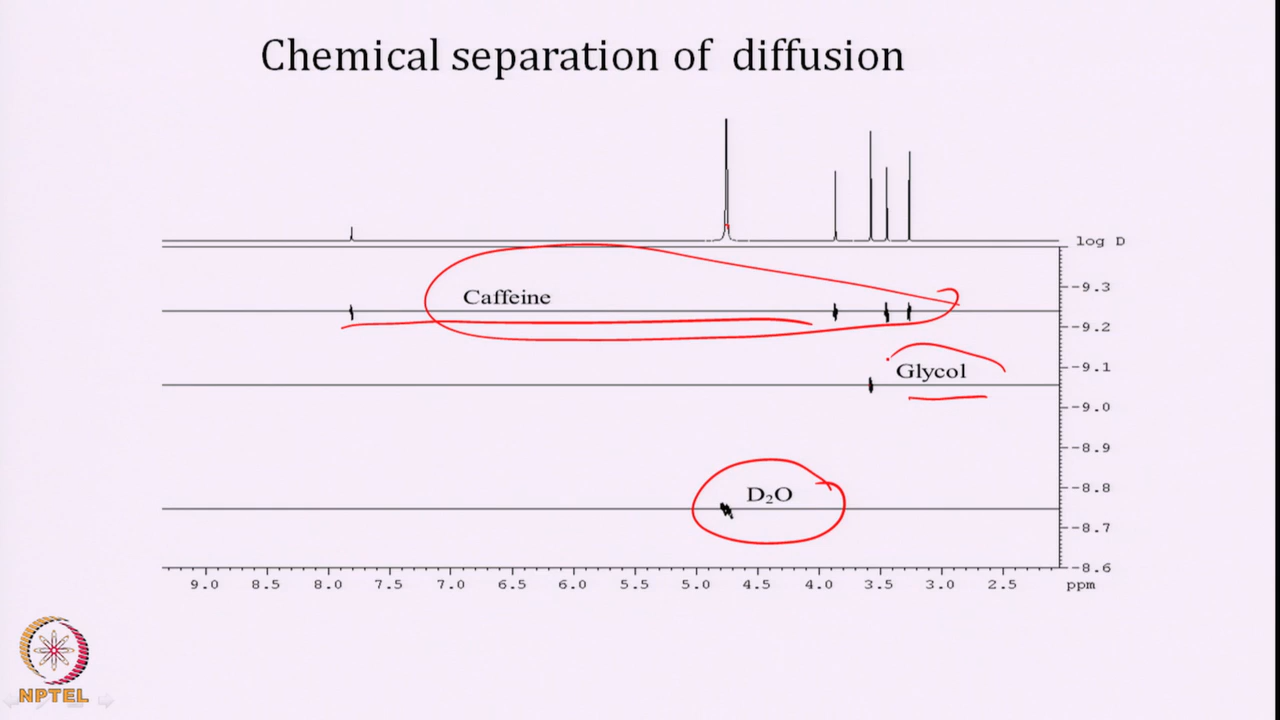 Chemical separation of diffusion
log D
Caffeine
-9.3
-9.2
-9.1
Glycol
-9.0
-8.9
-8.8
D₂O
-8.7
-8.6
9.0 8.5 8.0 7.5 7.0 6.5 6.0 5.5 5.0 4.5 4.0 3.5 3.0 2.5 ppm
NPTEL